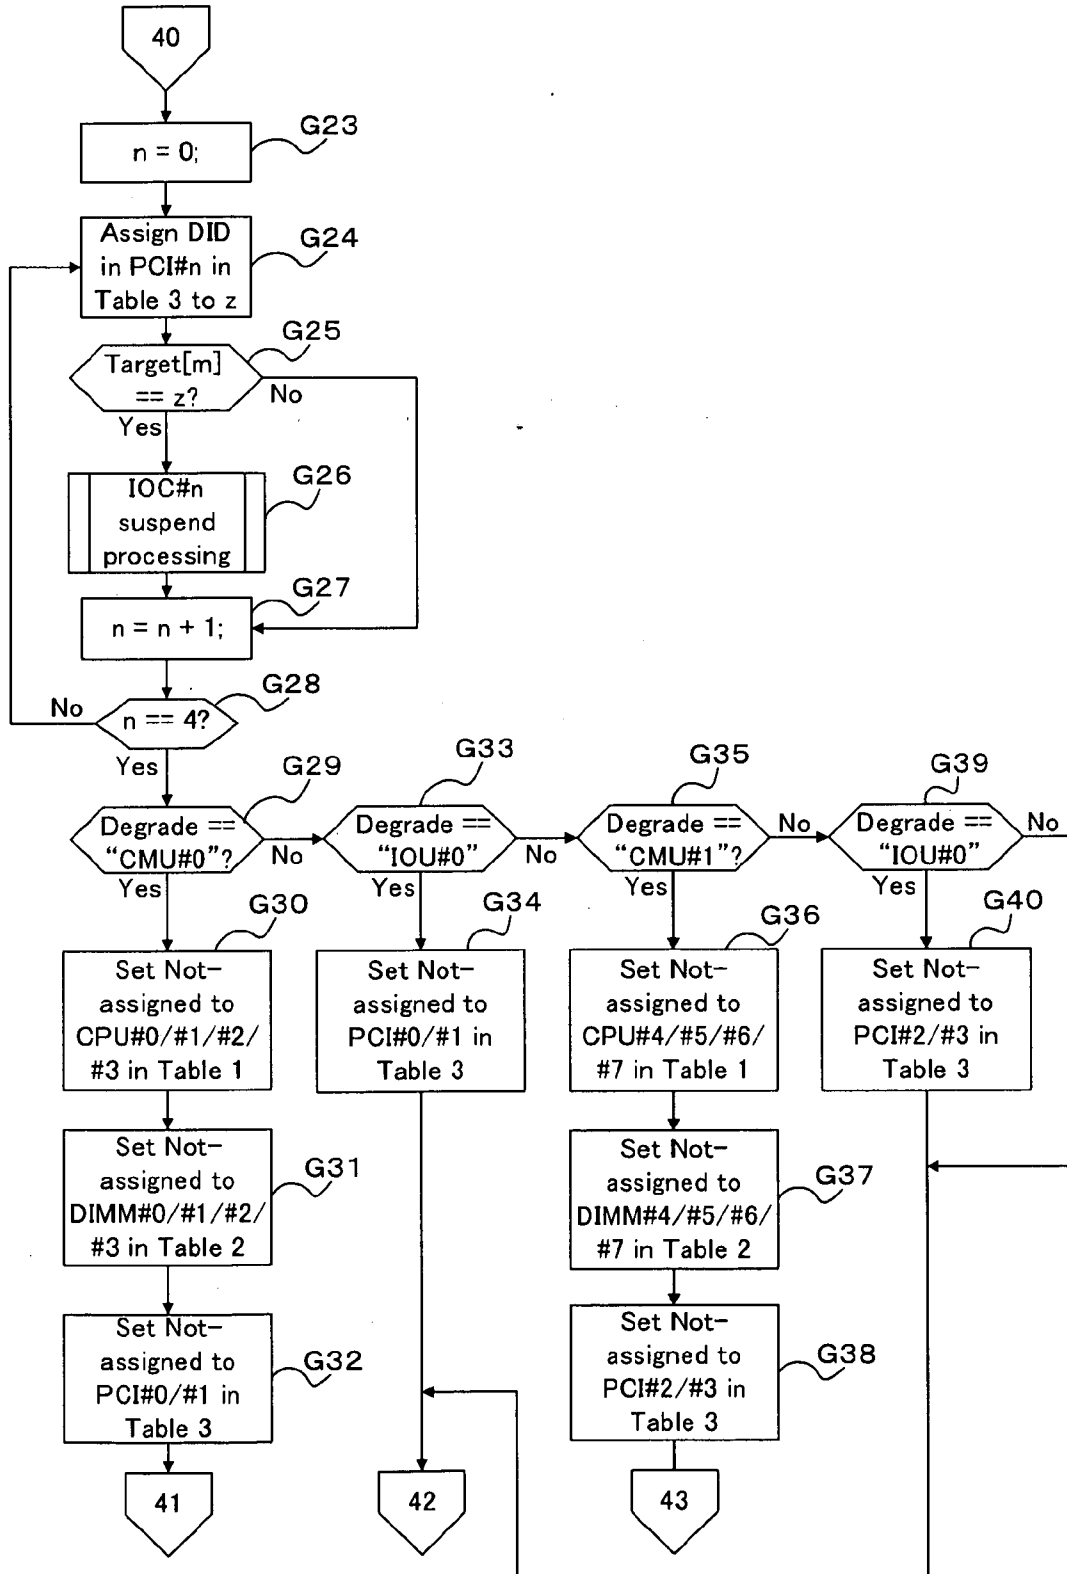 40
G23
n = 0;
G24
Assign DID
in PCI#n in
Table 3 to z
G25
Target[m]
== z?
No
Yes
G26
IOC#n
suspend
processing
G27
n = n + 1;
G28
No
n == 4?
Yes
G29
Degrade ==
“CMU#0”?
No
Yes
G33
Degrade ==
“IOU#0”
No
Yes
G35
Degrade ==
“CMU#1”?
No
Yes
G39
Degrade ==
“IOU#0”
No
Yes
G30
Set Not-
assigned to
CPU#0/#1/#2/
#3 in Table 1
G34
Set Not-
assigned to
PCI#0/#1 in
Table 3
G36
Set Not-
assigned to
CPU#4/#5/#6/
#7 in Table 1
G40
Set Not-
assigned to
PCI#2/#3 in
Table 3
G31
Set Not-
assigned to
DIMM#0/#1/#2/
#3 in Table 2
G37
Set Not-
assigned to
DIMM#4/#5/#6/
#7 in Table 2
G32
Set Not-
assigned to
PCI#0/#1 in
Table 3
G38
Set Not-
assigned to
PCI#2/#3 in
Table 3
41
42
43